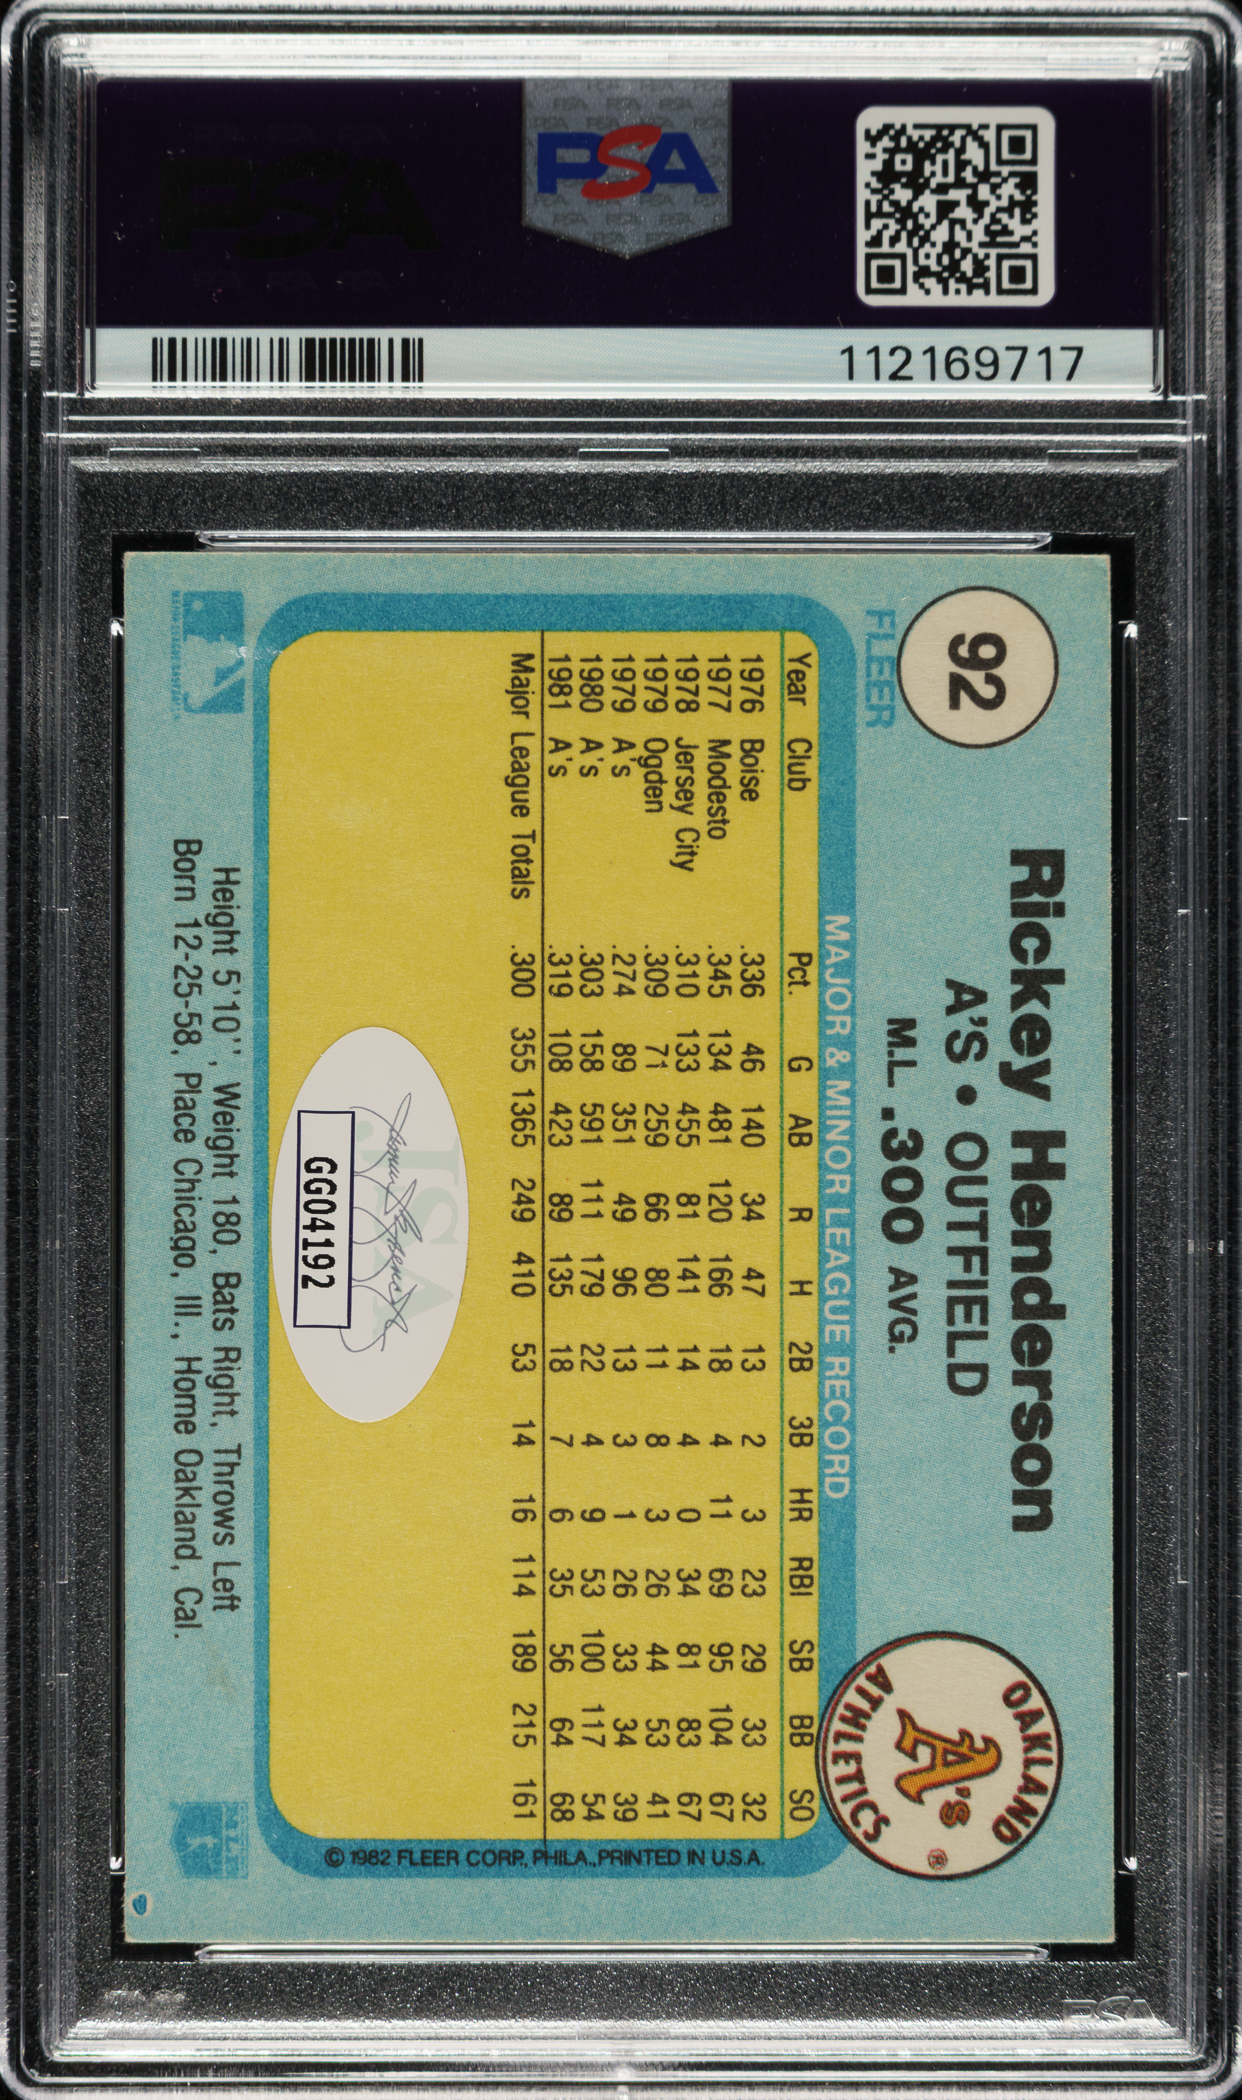 PSA
112169717
92
FLEER
Rickey Henderson
A'S • OUTFIELD
M.L. .300 AVG.
OAKLAND
A's
ATHLETICS
®
MAJOR & MINOR LEAGUE RECORD
Year Club Pct. G AB R H 2B 3B HR RBI SB BB SO
1976 Boise .336 46 140 34 47 13 2 3 23 29 33 32
1977 Modesto .345 134 481 120 166 18 4 11 69 95 104 67
1978 Jersey City .310 133 455 81 141 14 4 0 34 81 83 67
1979 Ogden .309 71 259 66 80 11 8 3 26 44 53 41
1979 A's .274 89 351 49 96 13 3 1 26 33 34 39
1980 A's .303 158 591 111 179 22 4 9 53 100 117 54
1981 A's .319 108 423 89 135 18 7 6 35 56 64 68
Major League Totals .300 355 1365 249 410 53 14 16 114 189 215 161
JSA
GG04192
© 1982 FLEER CORP., PHILA., PRINTED IN U.S.A.
Height 5'10'', Weight 180, Bats Right, Throws Left
Born 12-25-58, Place Chicago, Ill., Home Oakland, Cal.
PSA